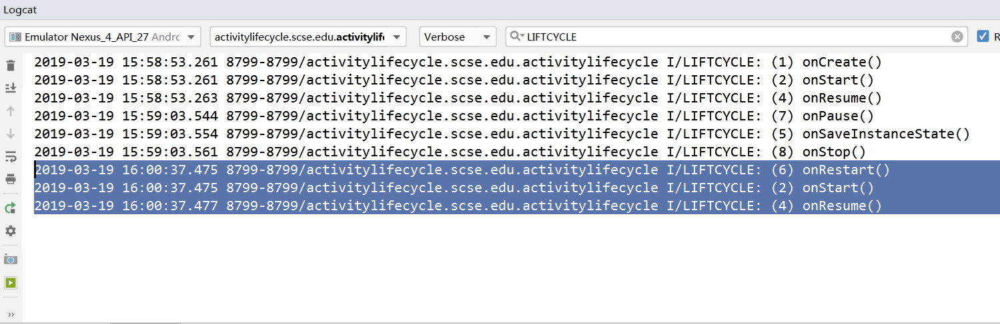 Logcat
Emulator Nexus_4_API_27 Andrc activitylifecycle.scse.edu.activitylife Verbose LIFTCYCLE R
2019-03-19 15:58:53.261 8799-8799/activitylifecycle.scse.edu.activitylifecycle I/LIFTCYCLE: (1) onCreate()
2019-03-19 15:58:53.261 8799-8799/activitylifecycle.scse.edu.activitylifecycle I/LIFTCYCLE: (2) onStart()
2019-03-19 15:58:53.263 8799-8799/activitylifecycle.scse.edu.activitylifecycle I/LIFTCYCLE: (4) onResume()
2019-03-19 15:59:03.544 8799-8799/activitylifecycle.scse.edu.activitylifecycle I/LIFTCYCLE: (7) onPause()
2019-03-19 15:59:03.554 8799-8799/activitylifecycle.scse.edu.activitylifecycle I/LIFTCYCLE: (5) onSaveInstanceState()
2019-03-19 15:59:03.561 8799-8799/activitylifecycle.scse.edu.activitylifecycle I/LIFTCYCLE: (8) onStop()
2019-03-19 16:00:37.475 8799-8799/activitylifecycle.scse.edu.activitylifecycle I/LIFTCYCLE: (6) onRestart()
2019-03-19 16:00:37.475 8799-8799/activitylifecycle.scse.edu.activitylifecycle I/LIFTCYCLE: (2) onStart()
2019-03-19 16:00:37.477 8799-8799/activitylifecycle.scse.edu.activitylifecycle I/LIFTCYCLE: (4) onResume()